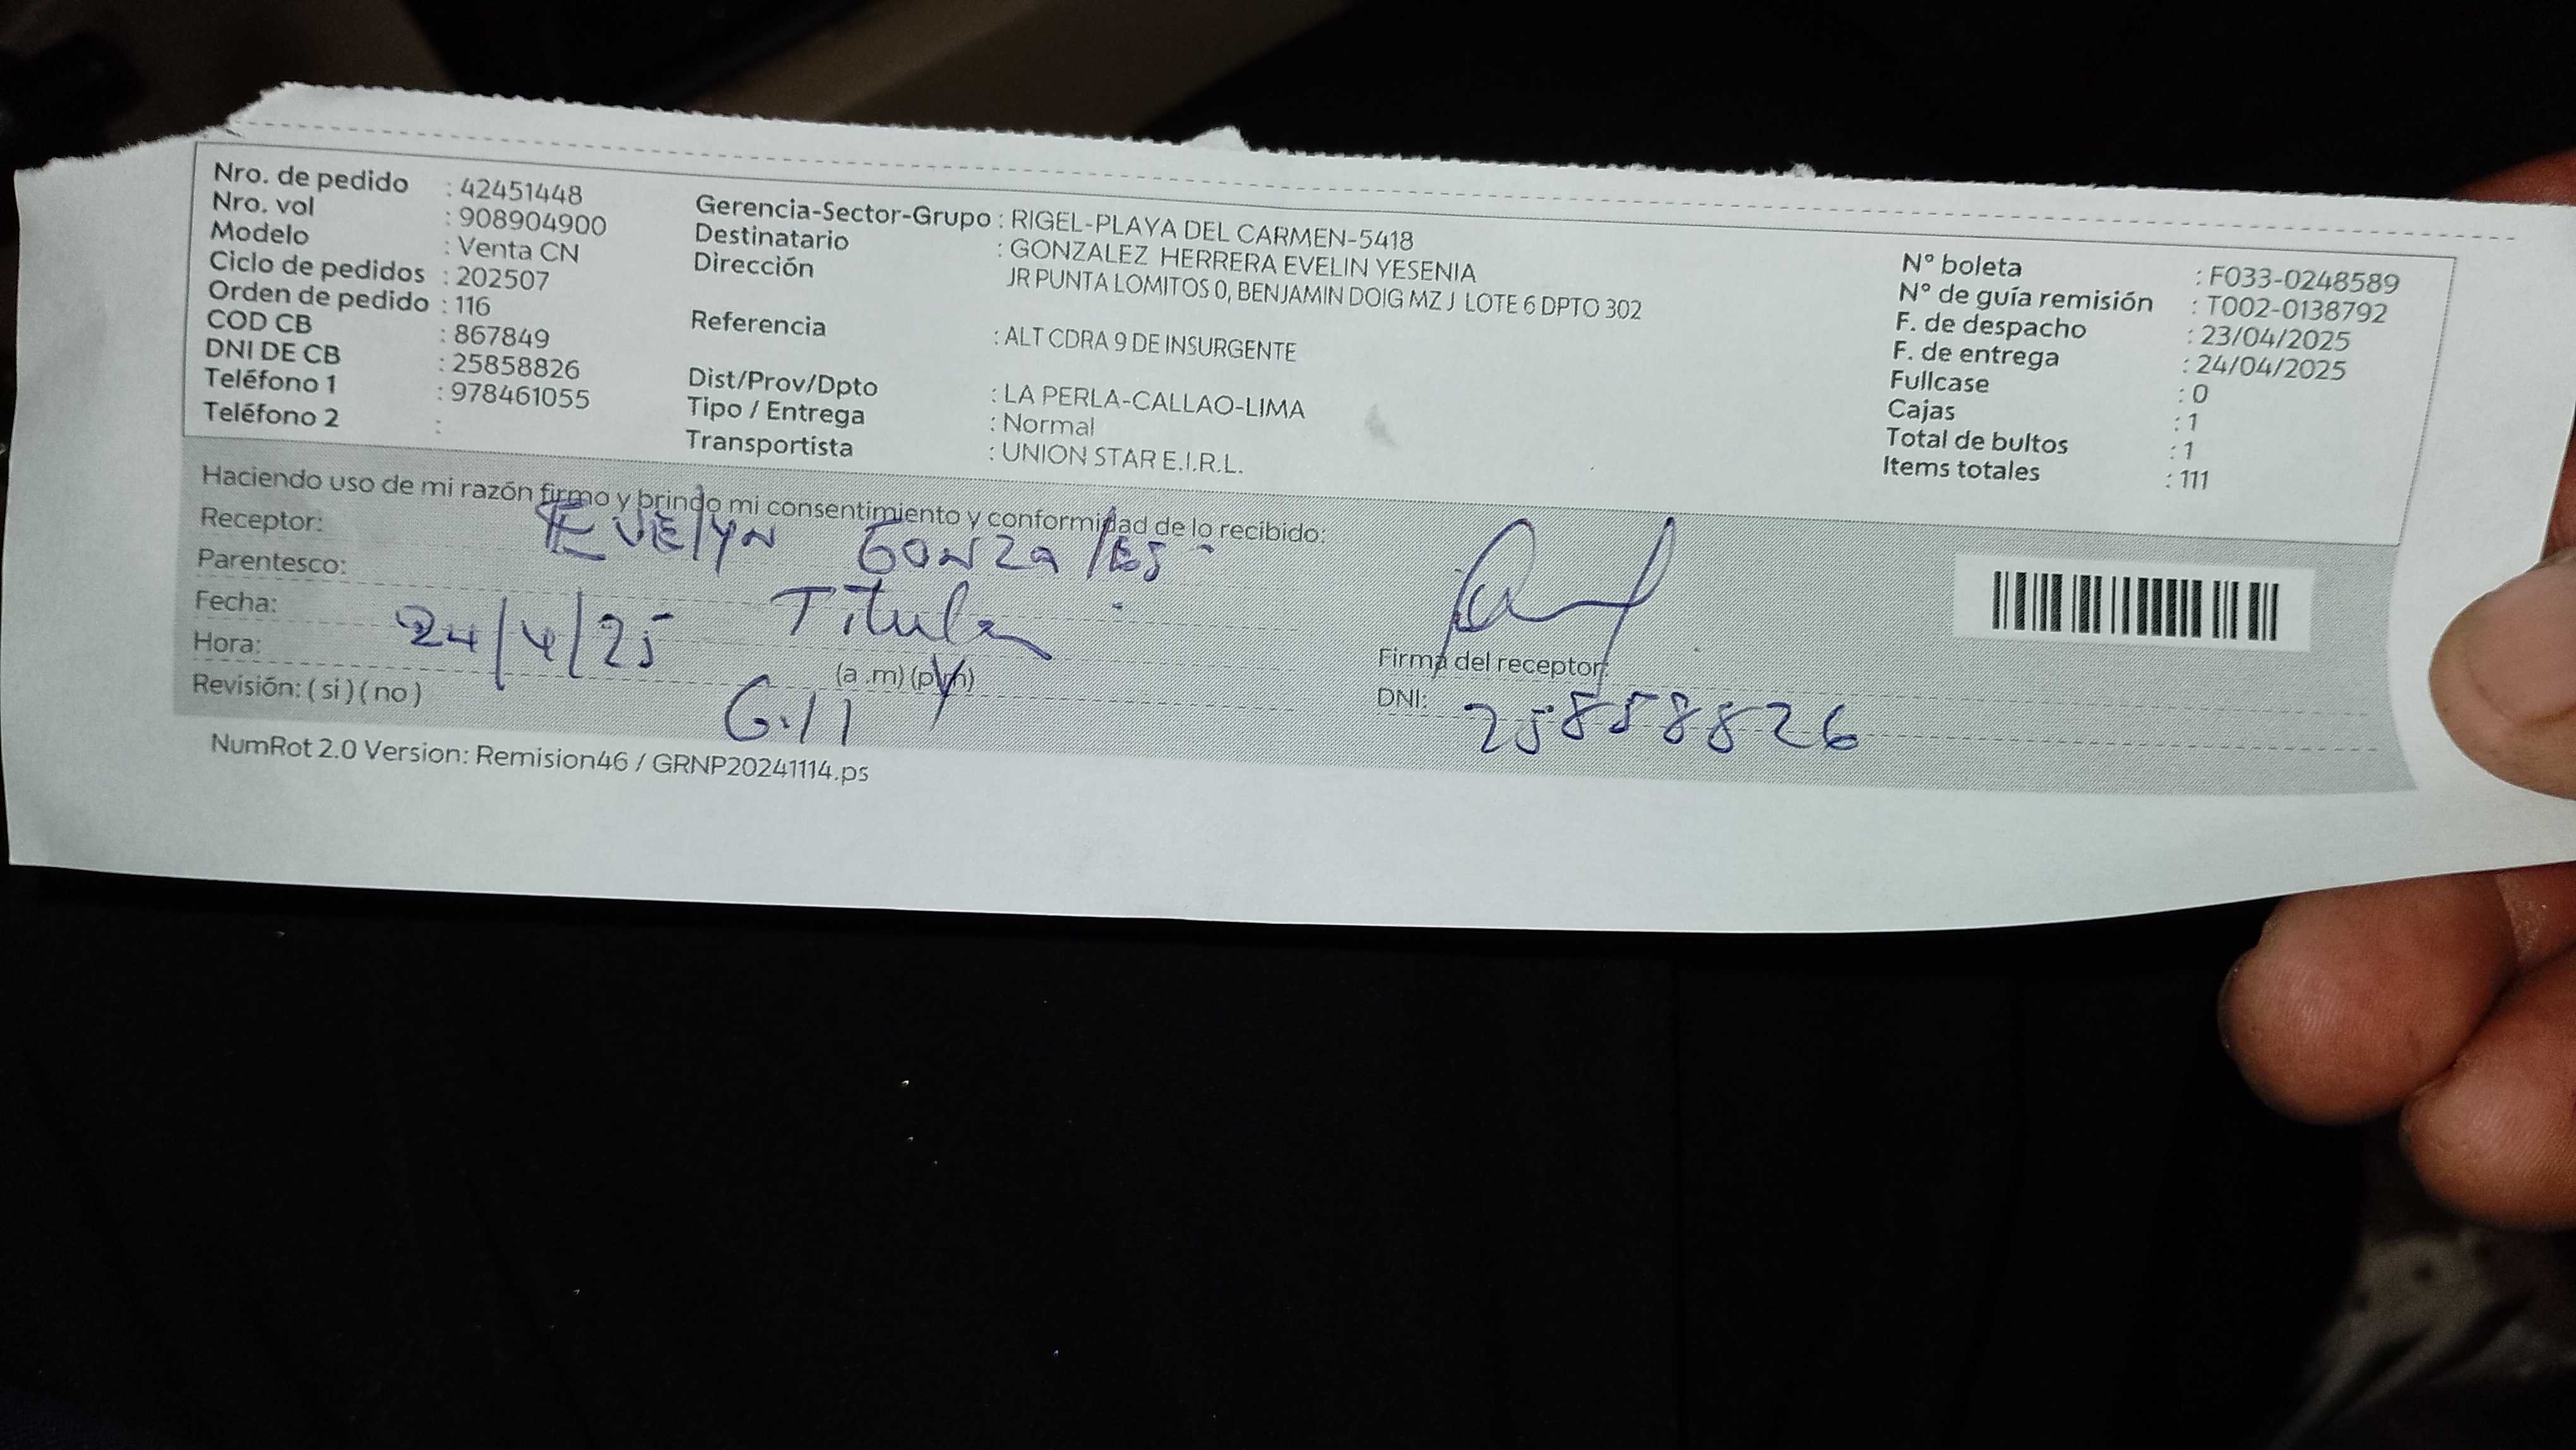 Nro. de pedido : 42451448
Nro. vol : 908904900
Modelo : Venta CN
Ciclo de pedidos : 202507
Orden de pedido : 116
COD CB : 867849
DNI DE CB : 25858826
Teléfono 1 : 978461055
Teléfono 2 :
Gerencia-Sector-Grupo : RIGEL-PLAYA DEL CARMEN-5418
Destinatario : GONZALEZ HERRERA EVELIN YESENIA
Dirección JR PUNTA LOMITOS 0, BENJAMIN DOIG MZ J LOTE 6 DPTO 302
Referencia : ALT CDRA 9 DE INSURGENTE
Dist/Prov/Dpto : LA PERLA-CALLAO-LIMA
Tipo / Entrega : Normal
Transportista : UNION STAR E.I.R.L.
N° boleta : F033-0248589
N° de guía remisión : T002-0138792
F. de despacho : 23/04/2025
F. de entrega : 24/04/2025
Fullcase : 0
Cajas : 1
Total de bultos : 1
Items totales : 111
Haciendo uso de mi razón firmo y brindo mi consentimiento y conformidad de lo recibido:
Receptor: Evelyn Gonzales
Parentesco: Titular
Fecha: 24/4/25
Hora: 6:11 (a .m) (p.m)
Revisión: ( si ) ( no )
Firma del receptor:
DNI: 25858826
NumRot 2.0 Version: Remision46 / GRNP20241114.ps